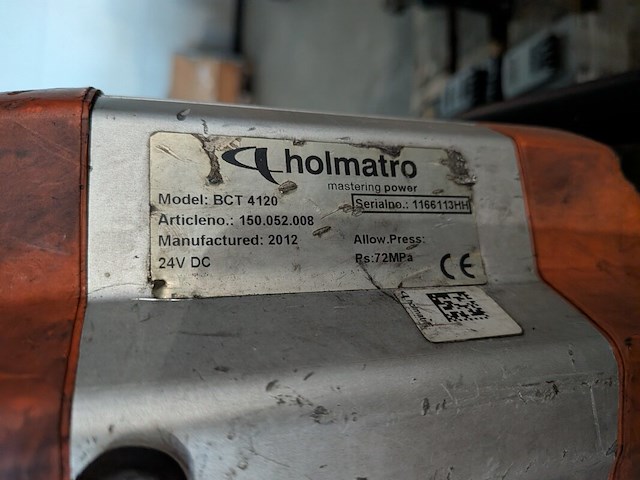 holmatro
mastering power
Model: BCT 4120
Serialno.: 1166113HH
Articleno.: 150.052.008
Manufactured: 2012
Allow.Press:
24V DC
Ps:72MPa
CE